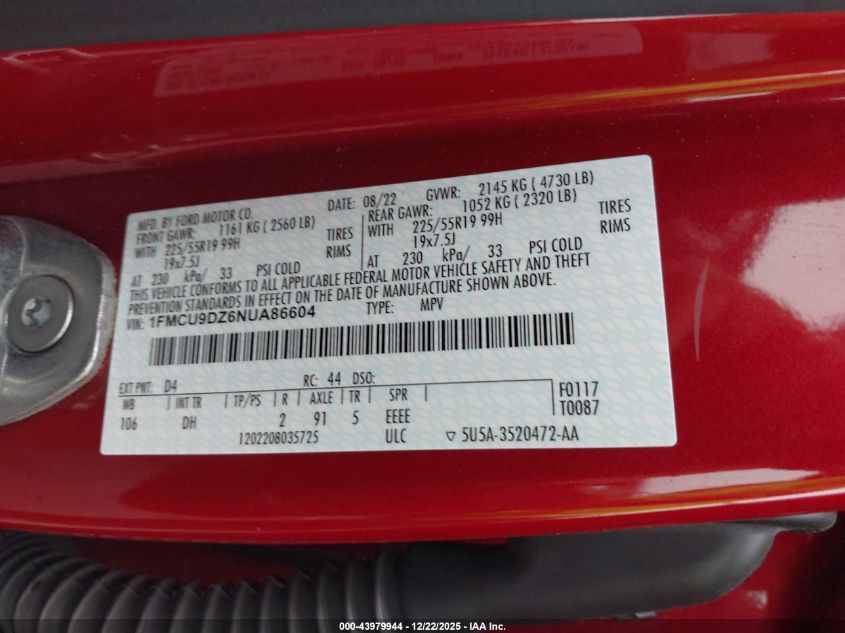 MFD. BY FORD MOTOR CO.
DATE: 08/22 GVWR: 2145 KG ( 4730 LB)
FRONT GAWR: 1161 KG ( 2560 LB) REAR GAWR: 1052 KG ( 2320 LB)
WITH 225/55R19 99H TIRES WITH 225/55R19 99H TIRES
19x7.5J RIMS 19x7.5J RIMS
AT 230 kPa/ 33 PSI COLD AT 230 kPa/ 33 PSI COLD
THIS VEHICLE CONFORMS TO ALL APPLICABLE FEDERAL MOTOR VEHICLE SAFETY AND THEFT
PREVENTION STANDARDS IN EFFECT ON THE DATE OF MANUFACTURE SHOWN ABOVE.
VIN: 1FMCU9DZ6NUA86604 TYPE: MPV
EXT PNT: D4 RC: 44 DSO:
WB INT TR TP/PS R AXLE TR SPR F0117
106 DH 2 91 5 EEEE T0087
1202208035725 ULC ▽ 5U5A-3520472-AA
000-43979944 - 12/22/2025 - IAA Inc.